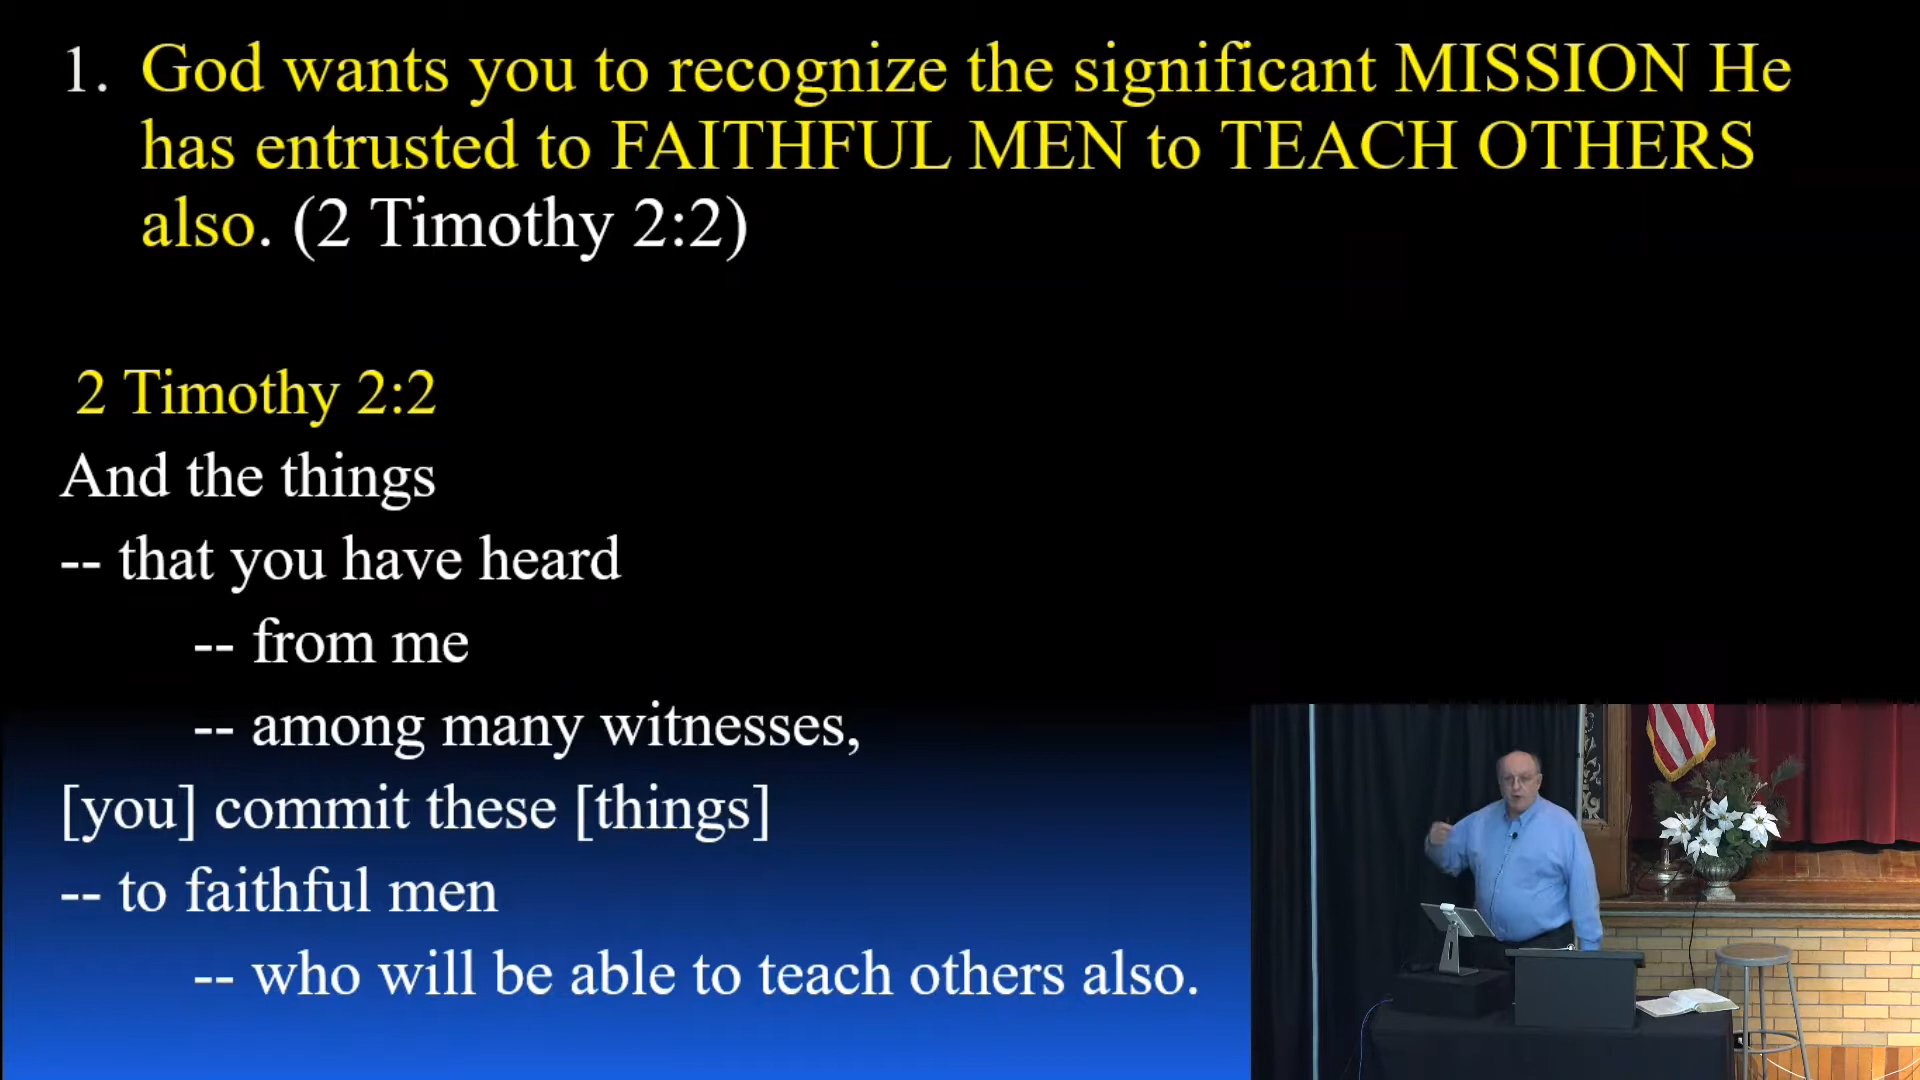 1. God wants you to recognize the significant MISSION He
has entrusted to FAITHFUL MEN to TEACH OTHERS
also. (2 Timothy 2:2)
2 Timothy 2:2
And the things
-- that you have heard
-- from me
-- among many witnesses,
[you] commit these [things]
-- to faithful men
-- who will be able to teach others also.